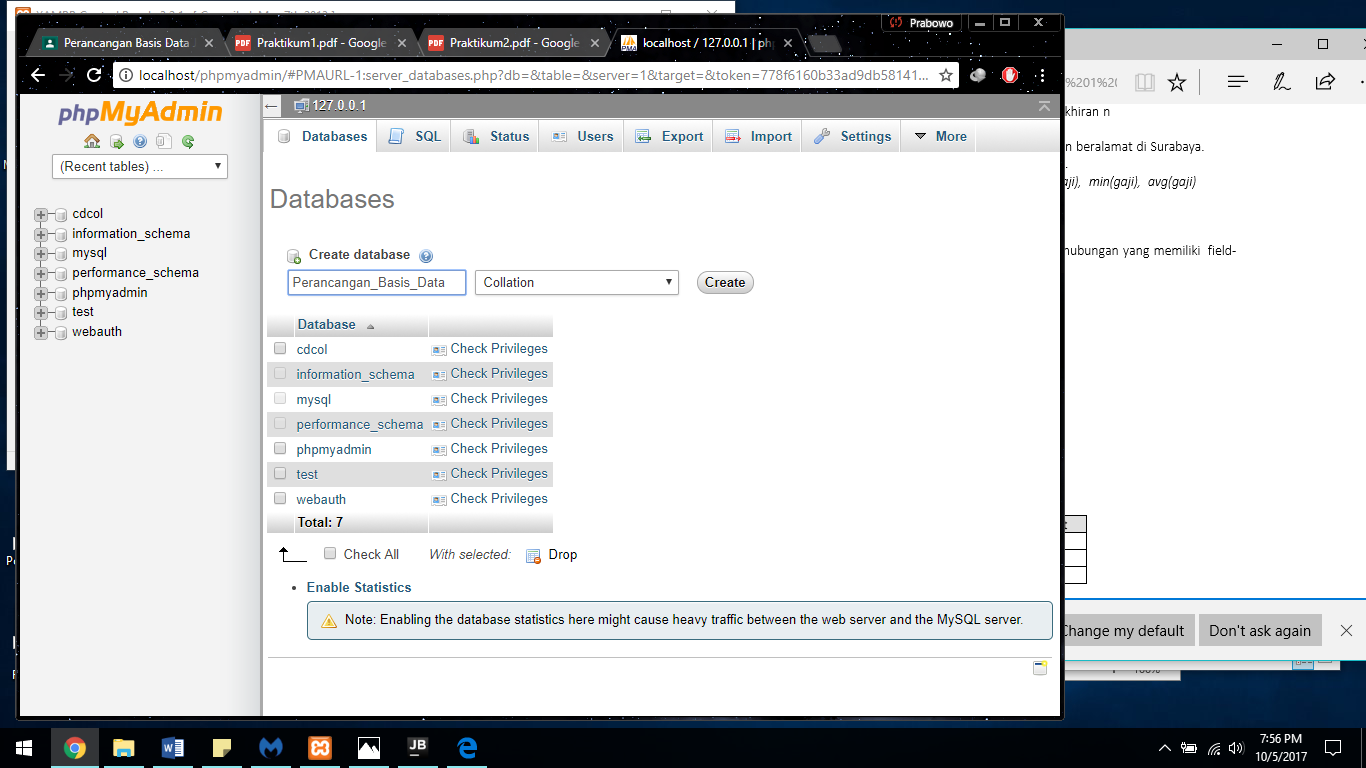 Prabowo
Perancangan Basis Data
Praktikum1.pdf - Google
Praktikum2.pdf - Google
localhost / 127.0.0.1 | ph
localhost/phpmyadmin/#PMAURL-1:server_databases.php?db=&table=&server=1&target=&token=778f6160b33ad9db58141...
phpMyAdmin
(Recent tables) ...
cdcol
information_schema
mysql
performance_schema
phpmyadmin
test
webauth
127.0.0.1
Databases SQL Status Users Export Import Settings More
Databases
Create database
Perancangan_Basis_Data Collation Create
Database
cdcol Check Privileges
information_schema Check Privileges
mysql Check Privileges
performance_schema Check Privileges
phpmyadmin Check Privileges
test Check Privileges
webauth Check Privileges
Total: 7
Check All With selected: Drop
Enable Statistics
Note: Enabling the database statistics here might cause heavy traffic between the web server and the MySQL server.
khiran n
n beralamat di Surabaya.
aji), min(gaji), avg(gaji)
hubungan yang memiliki field-
Change my default Don't ask again
7:56 PM
10/5/2017